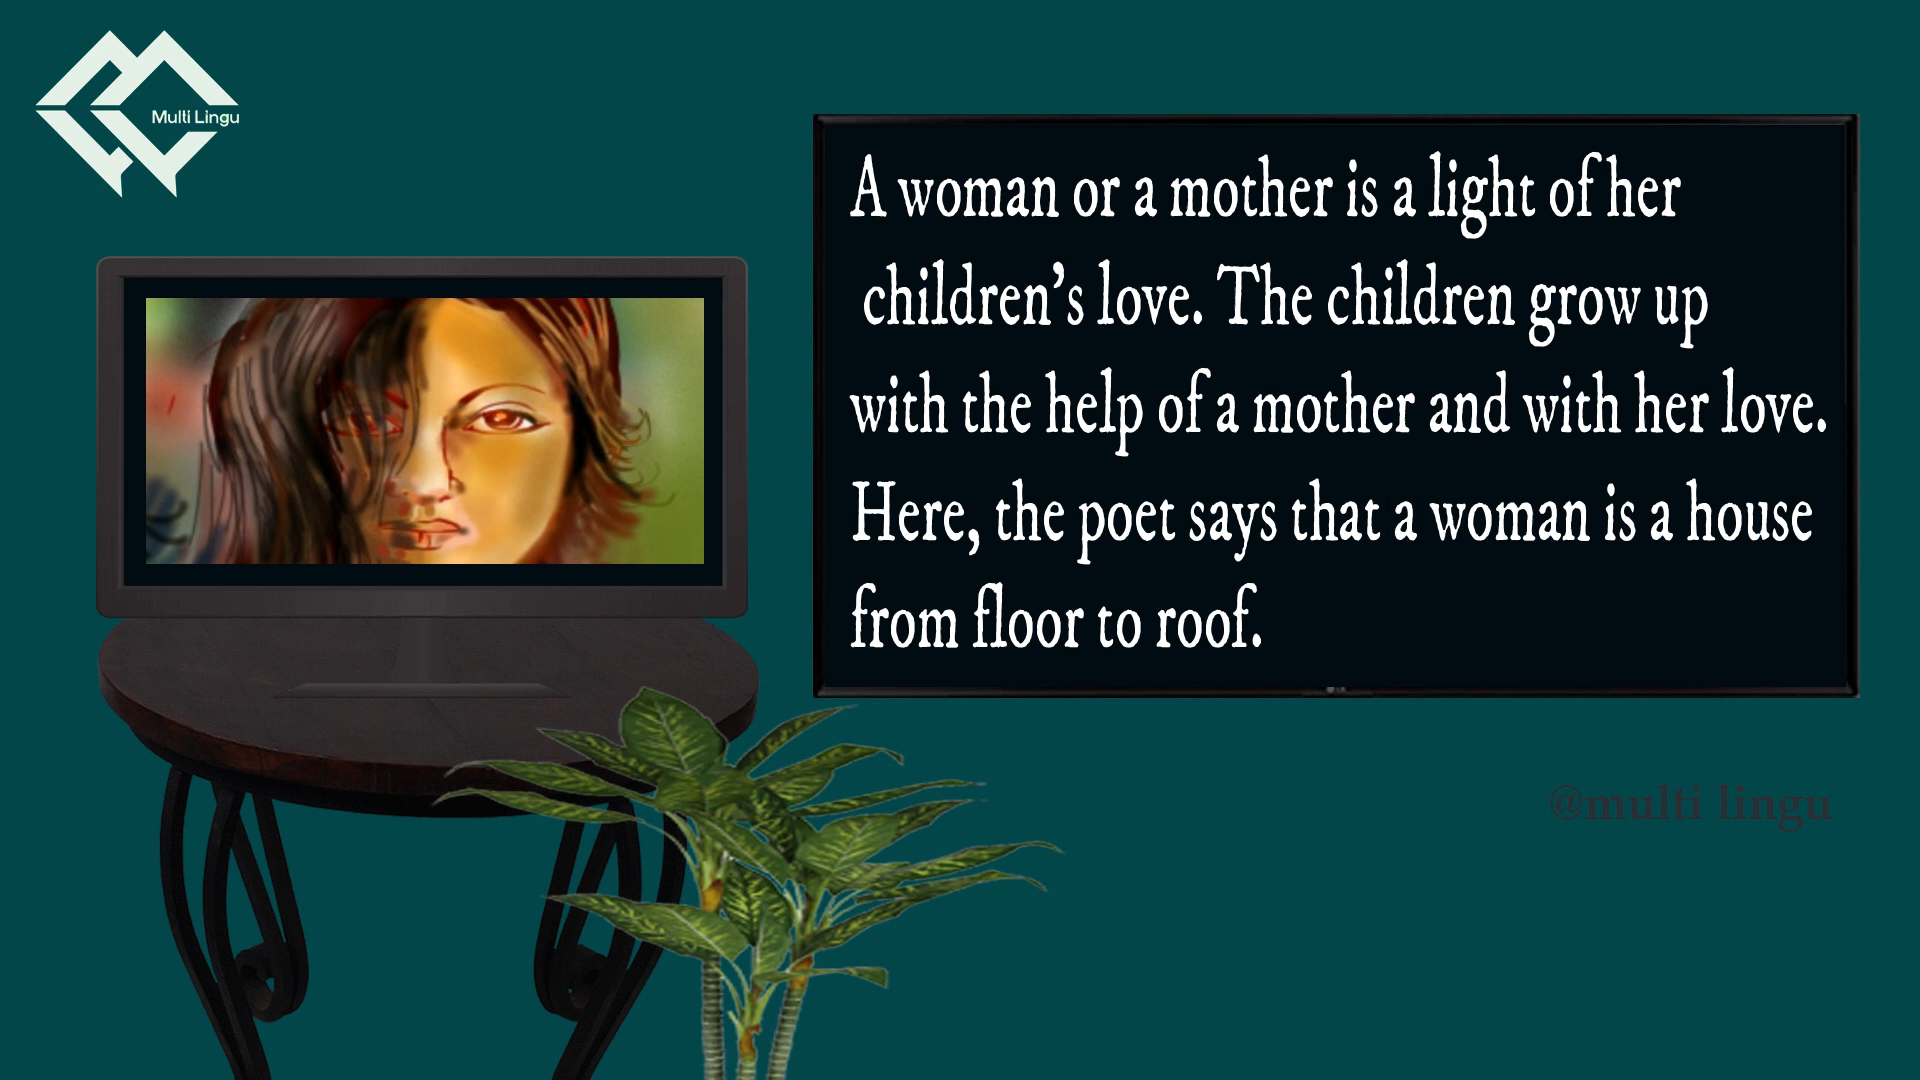 Multi Lingu
A woman or a mother is a light of her
children's love. The children grow up
with the help of a mother and with her love.
Here, the poet says that a woman is a house
from floor to roof.
@multi lingu